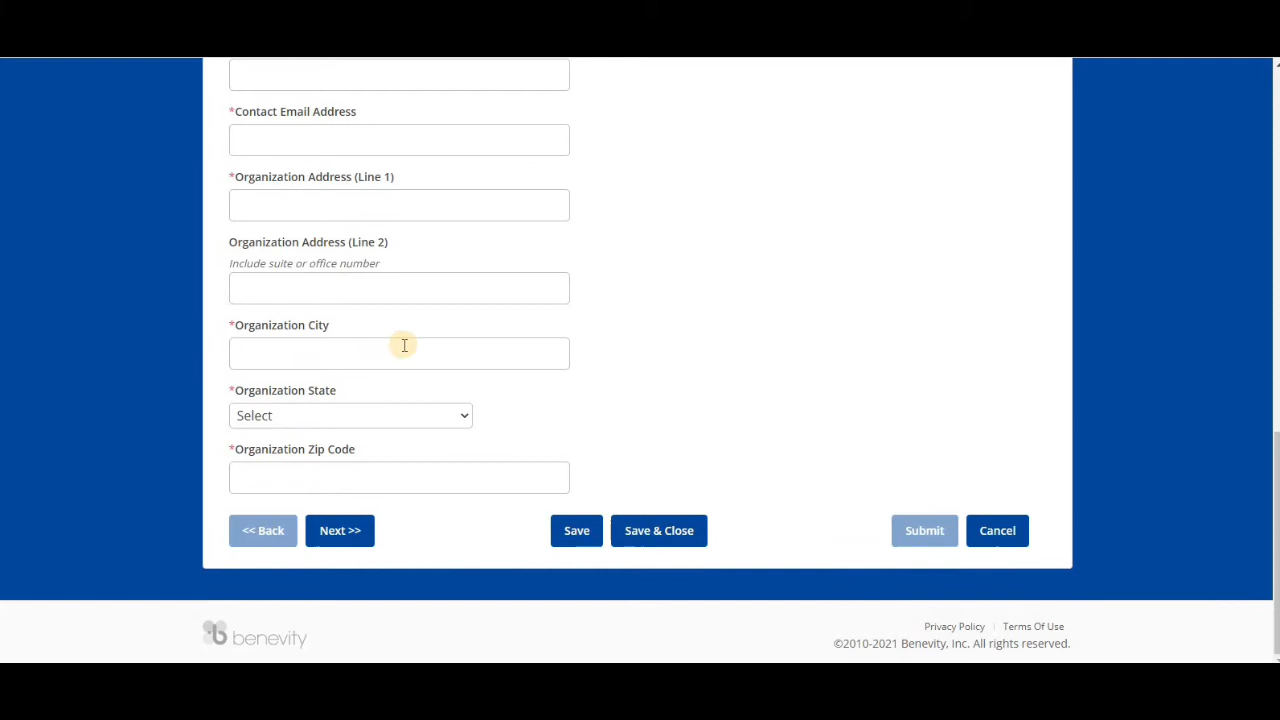 *Contact Email Address
*Organization Address (Line 1)
Organization Address (Line 2)
Include suite or office number
*Organization City
*Organization State
Select
*Organization Zip Code
<< Back Next >> Save Save & Close Submit Cancel
benevity
Privacy Policy | Terms Of Use
©2010-2021 Benevity, Inc. All rights reserved.